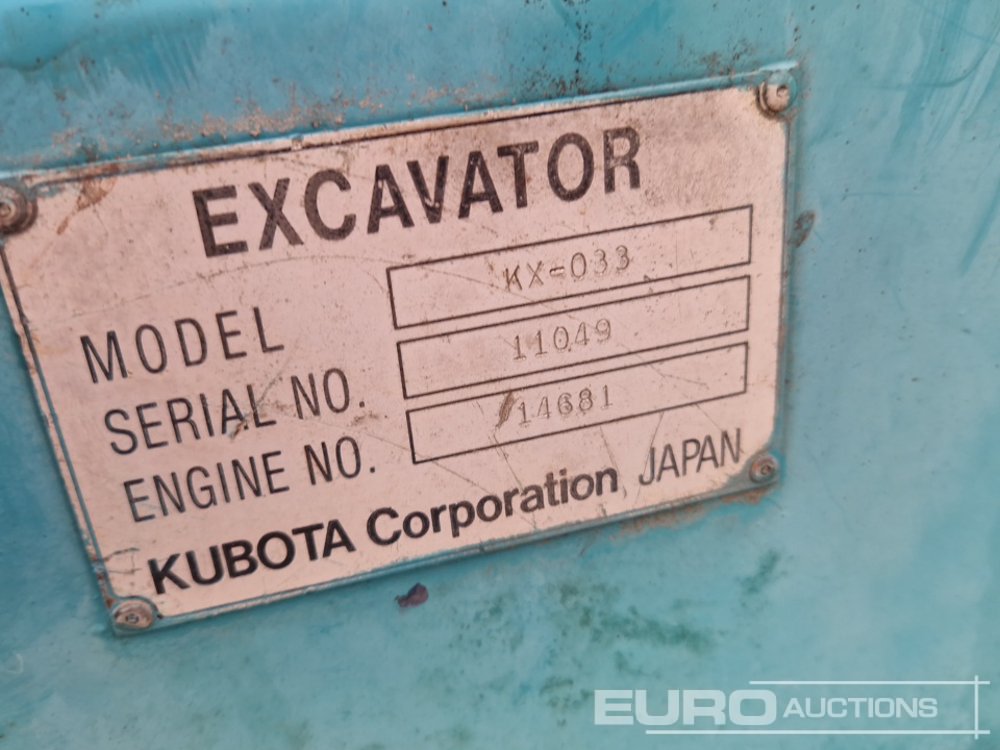 EXCAVATOR
MODEL KX-033
SERIAL NO. 11049
ENGINE NO. 14681
KUBOTA Corporation, JAPAN
EURO AUCTIONS